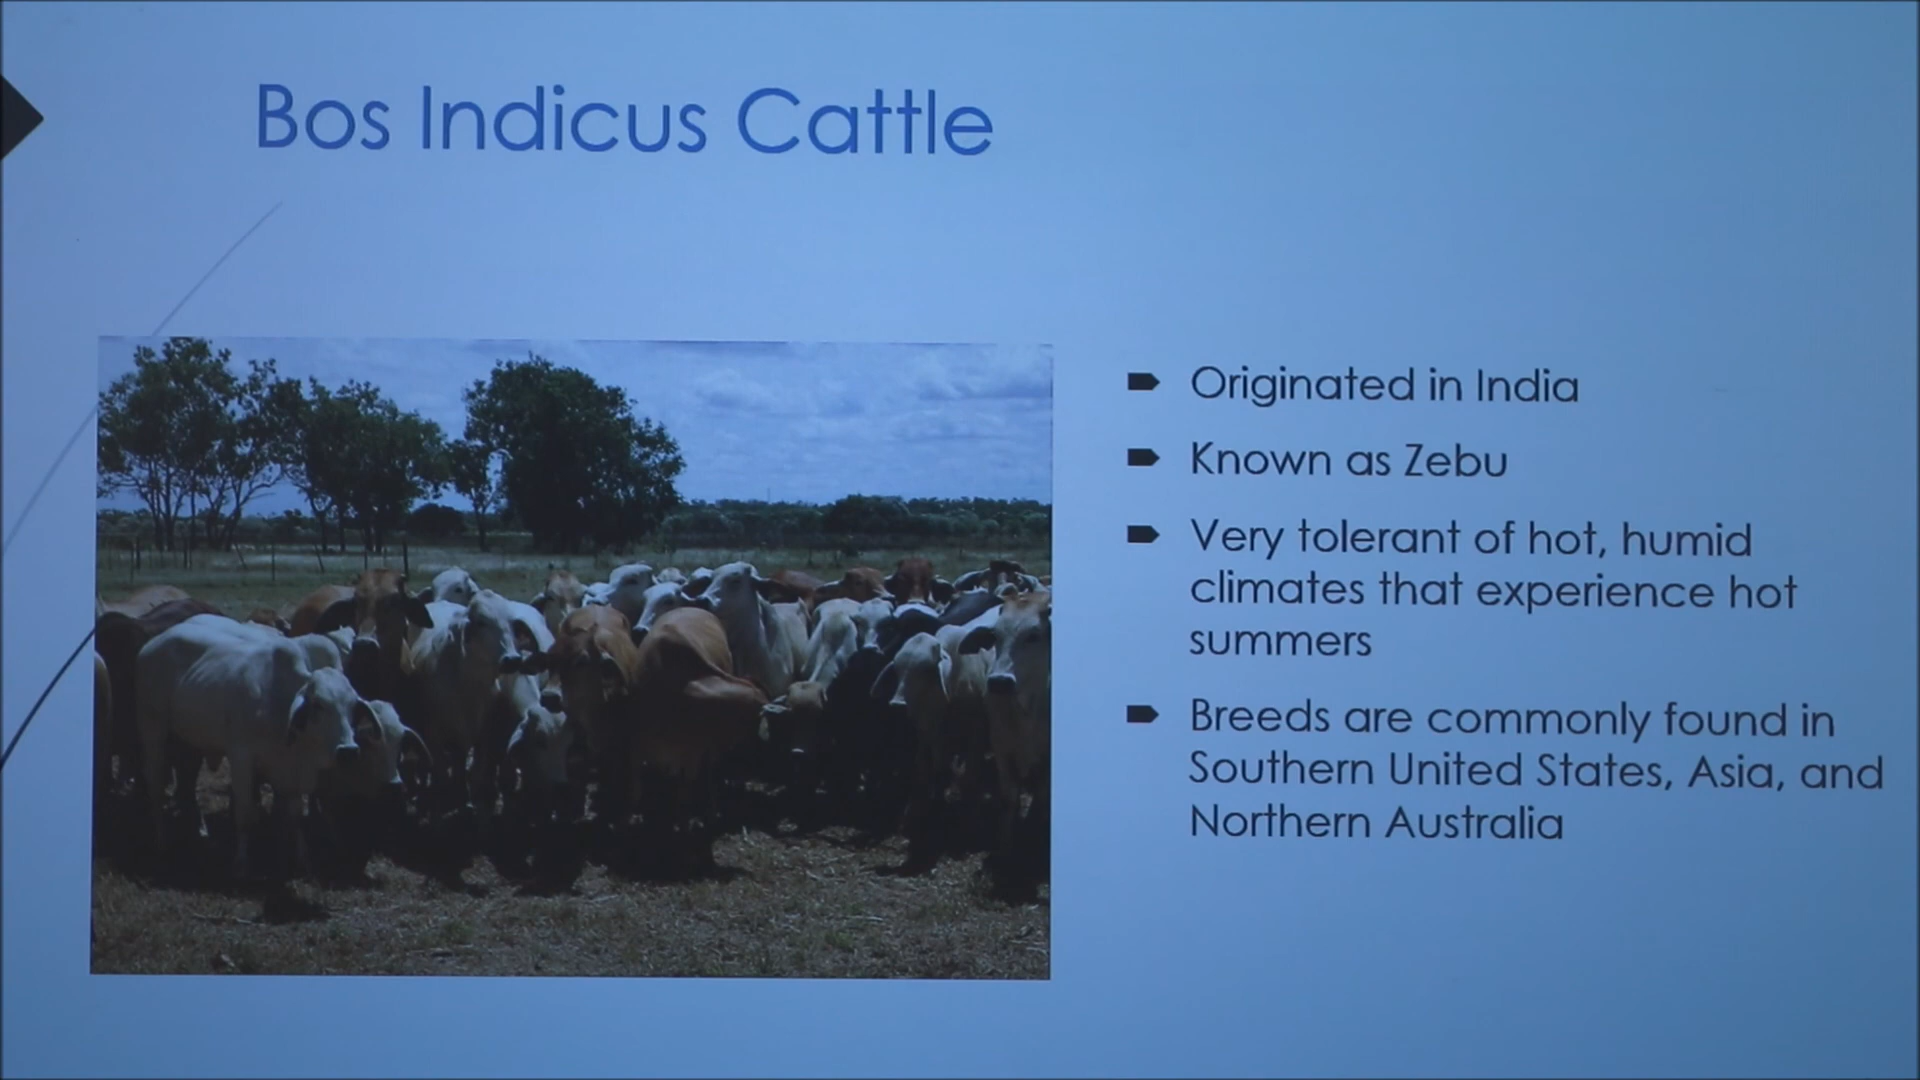 Bos Indicus Cattle
Originated in India
Known as Zebu
Very tolerant of hot, humid
climates that experience hot
summers
Breeds are commonly found in
Southern United States, Asia, and
Northern Australia